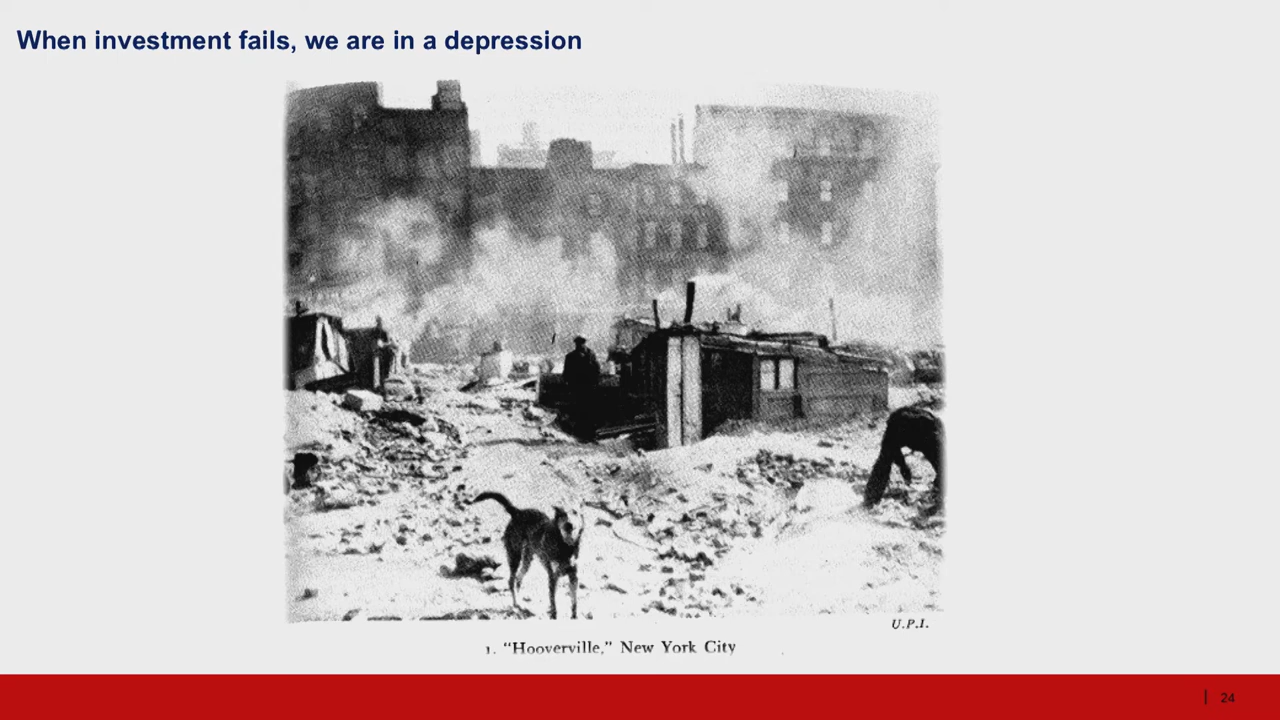 When investment fails, we are in a depression
U.P.I.
1. “Hooverville,” New York City
| 24